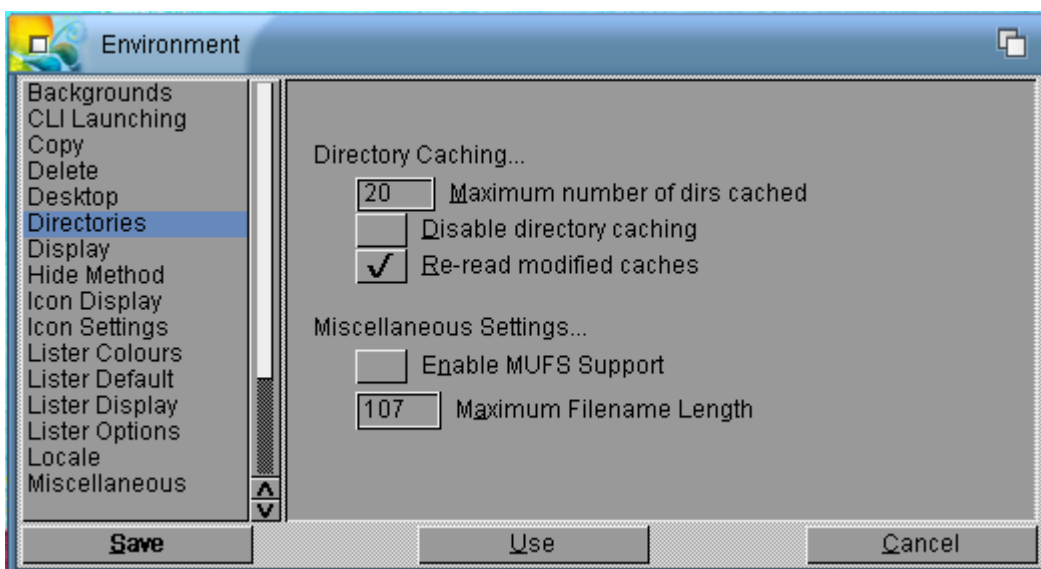 Environment
Backgrounds
CLI Launching
Copy
Delete
Desktop
Directories
Display
Hide Method
Icon Display
Icon Settings
Lister Colours
Lister Default
Lister Display
Lister Options
Locale
Miscellaneous
Directory Caching...
20 Maximum number of dirs cached
Disable directory caching
Re-read modified caches
Miscellaneous Settings...
Enable MUFS Support
107 Maximum Filename Length
Save
Use
Cancel